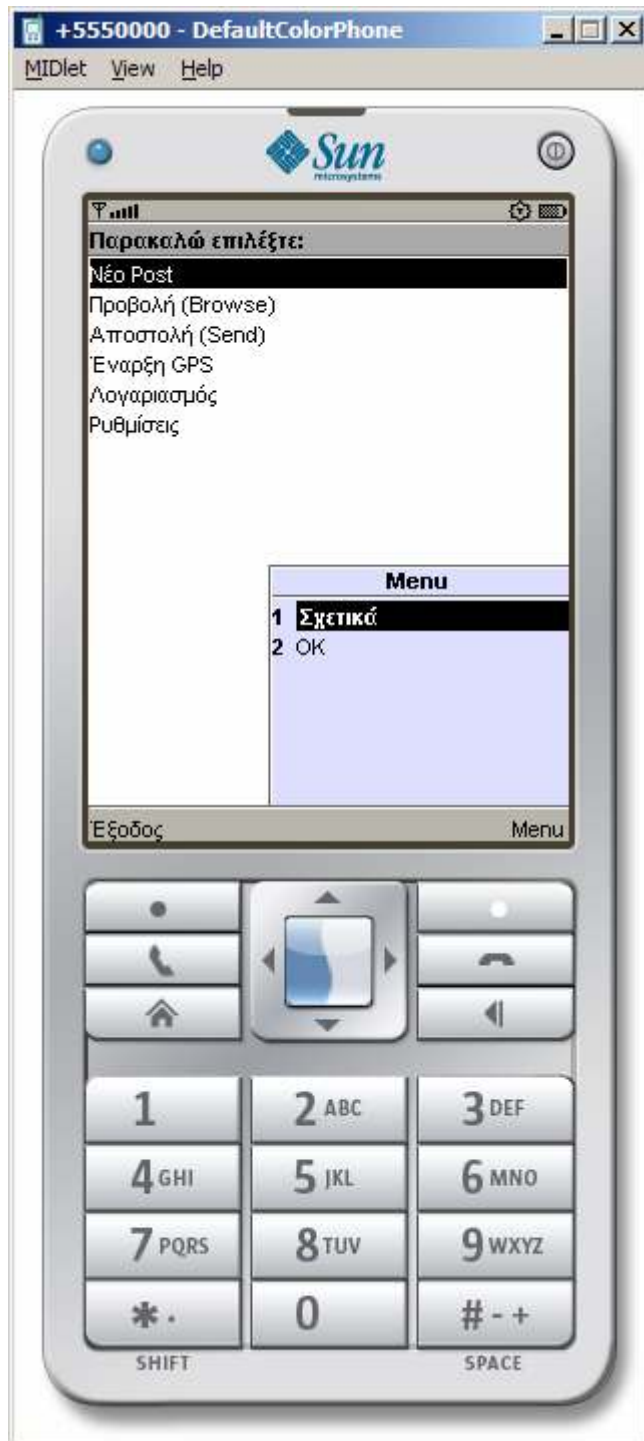 +5550000 - DefaultColorPhone
MIDlet View Help
Sun
microsystems
Παρακαλώ επιλέξτε:
Νέο Post
Προβολή (Browse)
Αποστολή (Send)
Έναρξη GPS
Λογαριασμός
Ρυθμίσεις
Menu
1 Σχετικά
2 OK
Έξοδος Menu
1 2 ABC 3 DEF
4 GHI 5 JKL 6 MNO
7 PQRS 8 TUV 9 WXYZ
* . 0 # - +
SHIFT SPACE